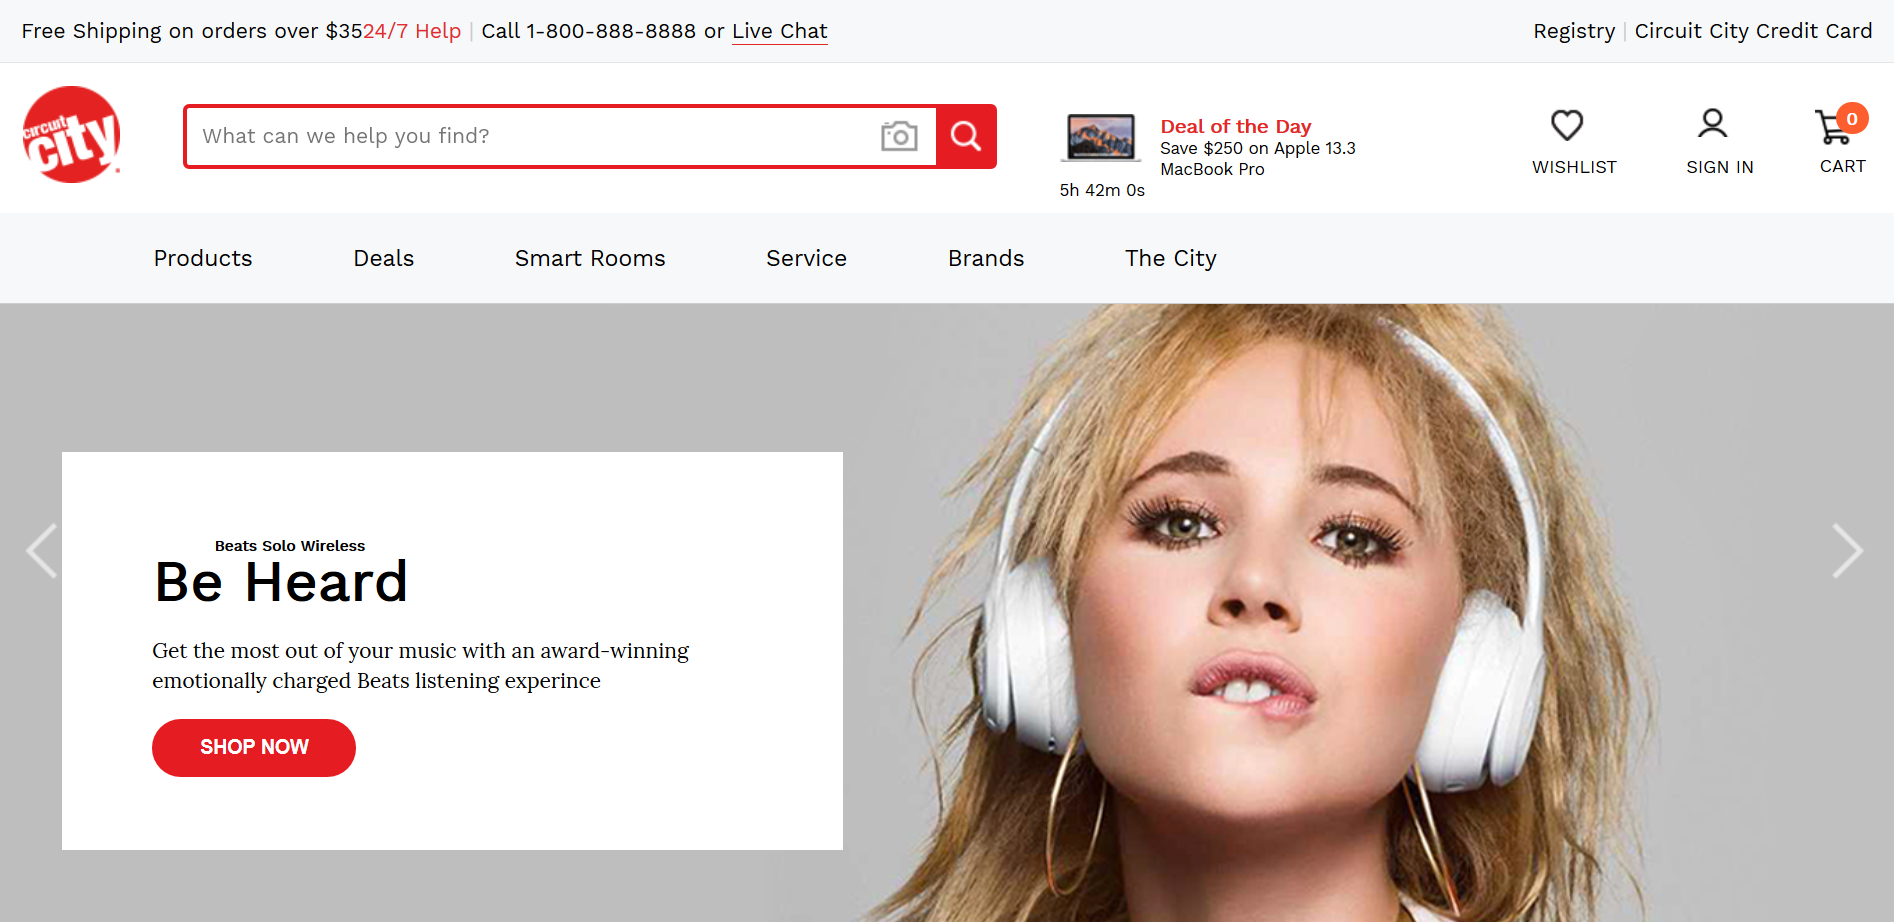 Free Shipping on orders over $3524/7 Help | Call 1-800-888-8888 or Live Chat
Registry | Circuit City Credit Card
circuit
city
What can we help you find?
Deal of the Day
Save $250 on Apple 13.3
MacBook Pro
5h 42m 0s
WISHLIST
SIGN IN
0
CART
Products
Deals
Smart Rooms
Service
Brands
The City
Beats Solo Wireless
Be Heard
Get the most out of your music with an award-winning
emotionally charged Beats listening experince
SHOP NOW